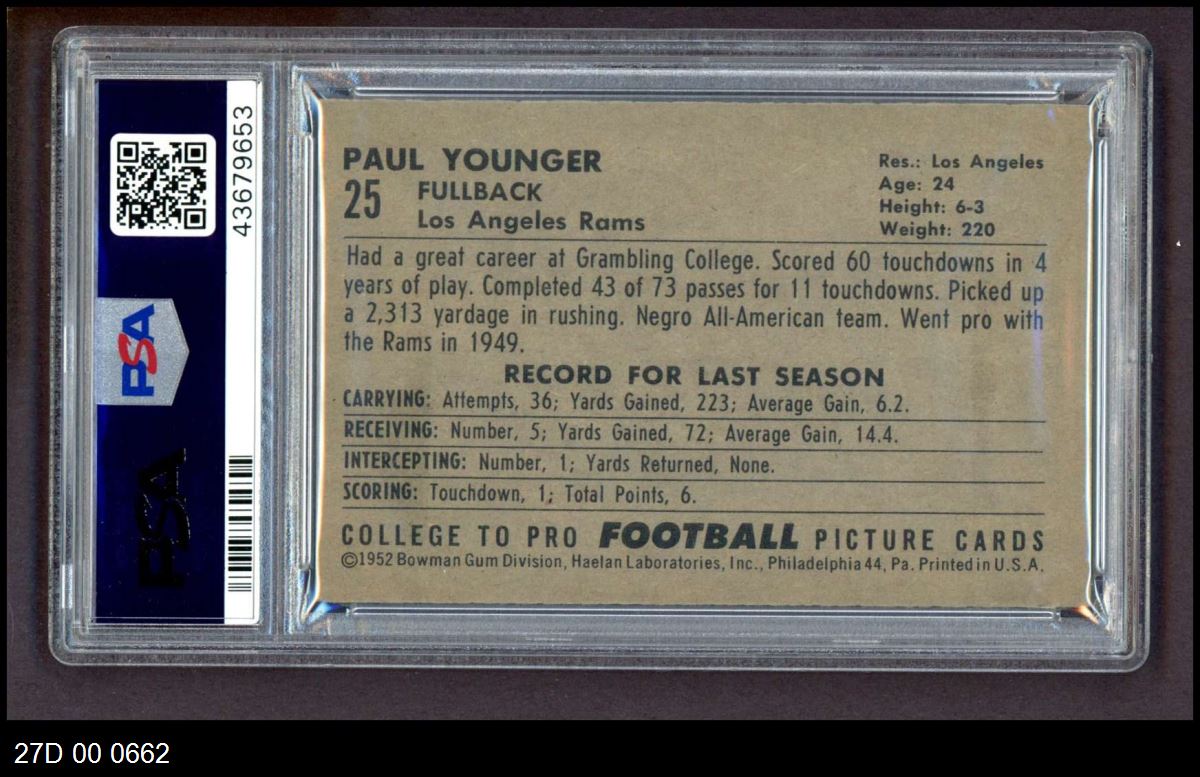 43679653
PSA
PSA
PAUL YOUNGER
25 FULLBACK
Los Angeles Rams
Res.: Los Angeles
Age: 24
Height: 6-3
Weight: 220
Had a great career at Grambling College. Scored 60 touchdowns in 4
years of play. Completed 43 of 73 passes for 11 touchdowns. Picked up
a 2,313 yardage in rushing. Negro All-American team. Went pro with
the Rams in 1949.
RECORD FOR LAST SEASON
CARRYING: Attempts, 36; Yards Gained, 223; Average Gain, 6.2.
RECEIVING: Number, 5; Yards Gained, 72; Average Gain, 14.4.
INTERCEPTING: Number, 1; Yards Returned, None.
SCORING: Touchdown, 1; Total Points, 6.
COLLEGE TO PRO FOOTBALL PICTURE CARDS
©1952 Bowman Gum Division, Haelan Laboratories, Inc., Philadelphia 44, Pa. Printed in U.S.A.
27D 00 0662